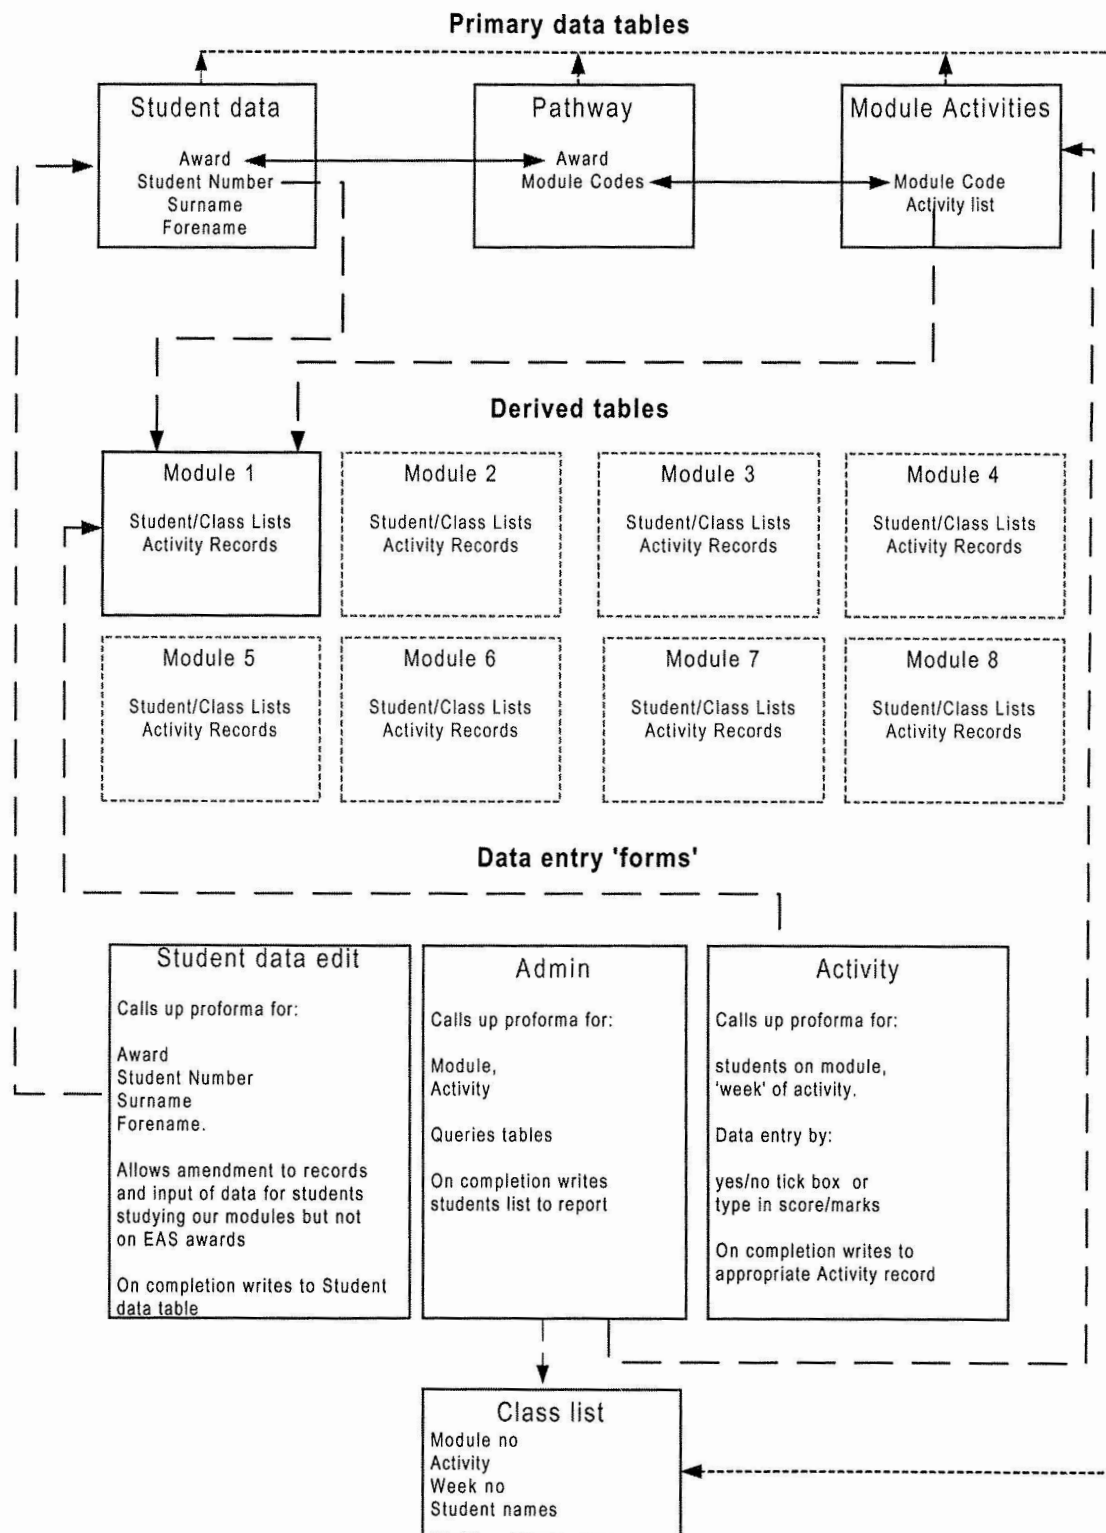 Primary data tables
Student data
Award
Student Number
Surname
Forename
Pathway
Award
Module Codes
Module Activities
Module Code
Activity list
Derived tables
Module 1
Student/Class Lists
Activity Records
Module 2
Student/Class Lists
Activity Records
Module 3
Student/Class Lists
Activity Records
Module 4
Student/Class Lists
Activity Records
Module 5
Student/Class Lists
Activity Records
Module 6
Student/Class Lists
Activity Records
Module 7
Student/Class Lists
Activity Records
Module 8
Student/Class Lists
Activity Records
Data entry 'forms'
Student data edit
Calls up proforma for:
Award
Student Number
Surname
Forename.
Allows amendment to records
and input of data for students
studying our modules but not
on EAS awards
On completion writes to Student
data table
Admin
Calls up proforma for:
Module,
Activity
Queries tables
On completion writes
students list to report
Activity
Calls up proforma for:
students on module,
'week' of activity.
Data entry by:
yes/no tick box or
type in score/marks
On completion writes to
appropriate Activity record
Class list
Module no
Activity
Week no
Student names